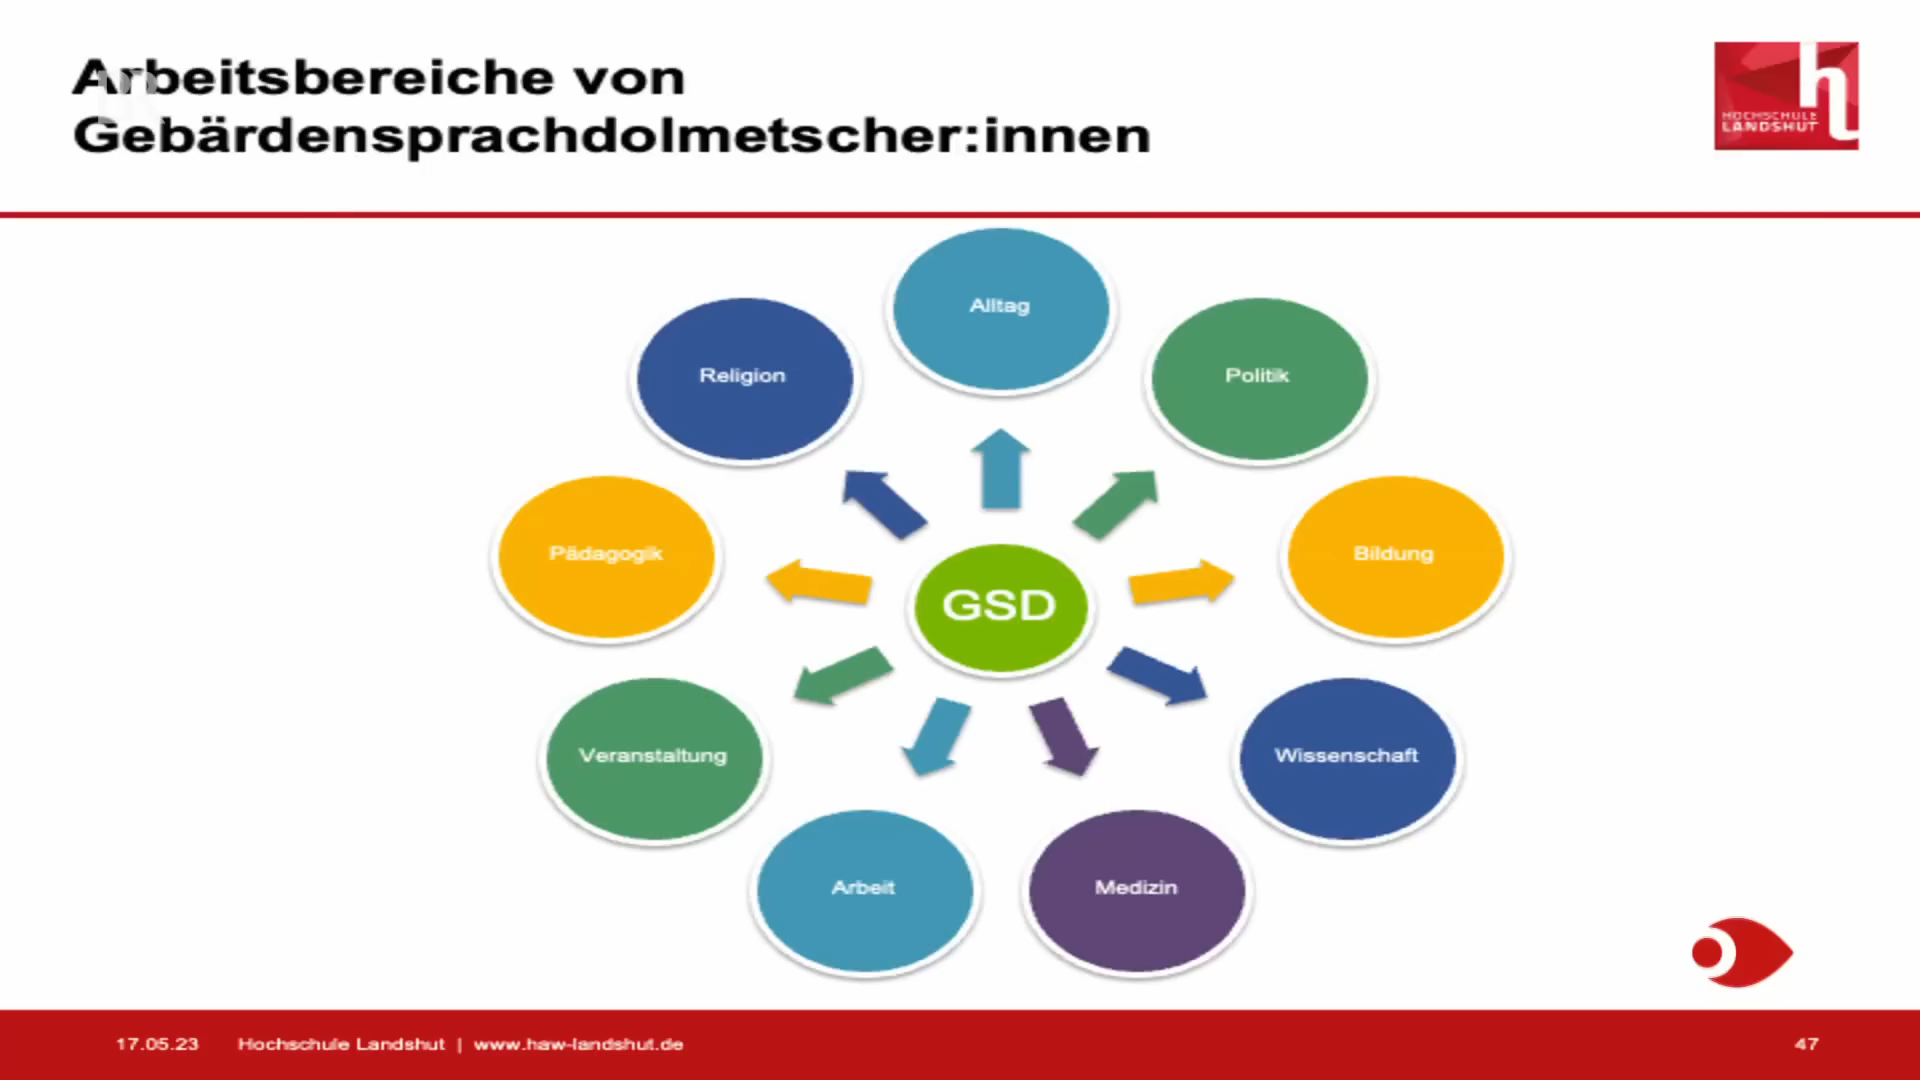 Arbeitsbereiche von
Gebärdensprachdolmetscher:innen
HOCHSCHULE
LANDSHUT
Alltag
Religion
Politik
Pädagogik
Bildung
GSD
Veranstaltung
Wissenschaft
Arbeit
Medizin
17.05.23 Hochschule Landshut | www.haw-landshut.de 47